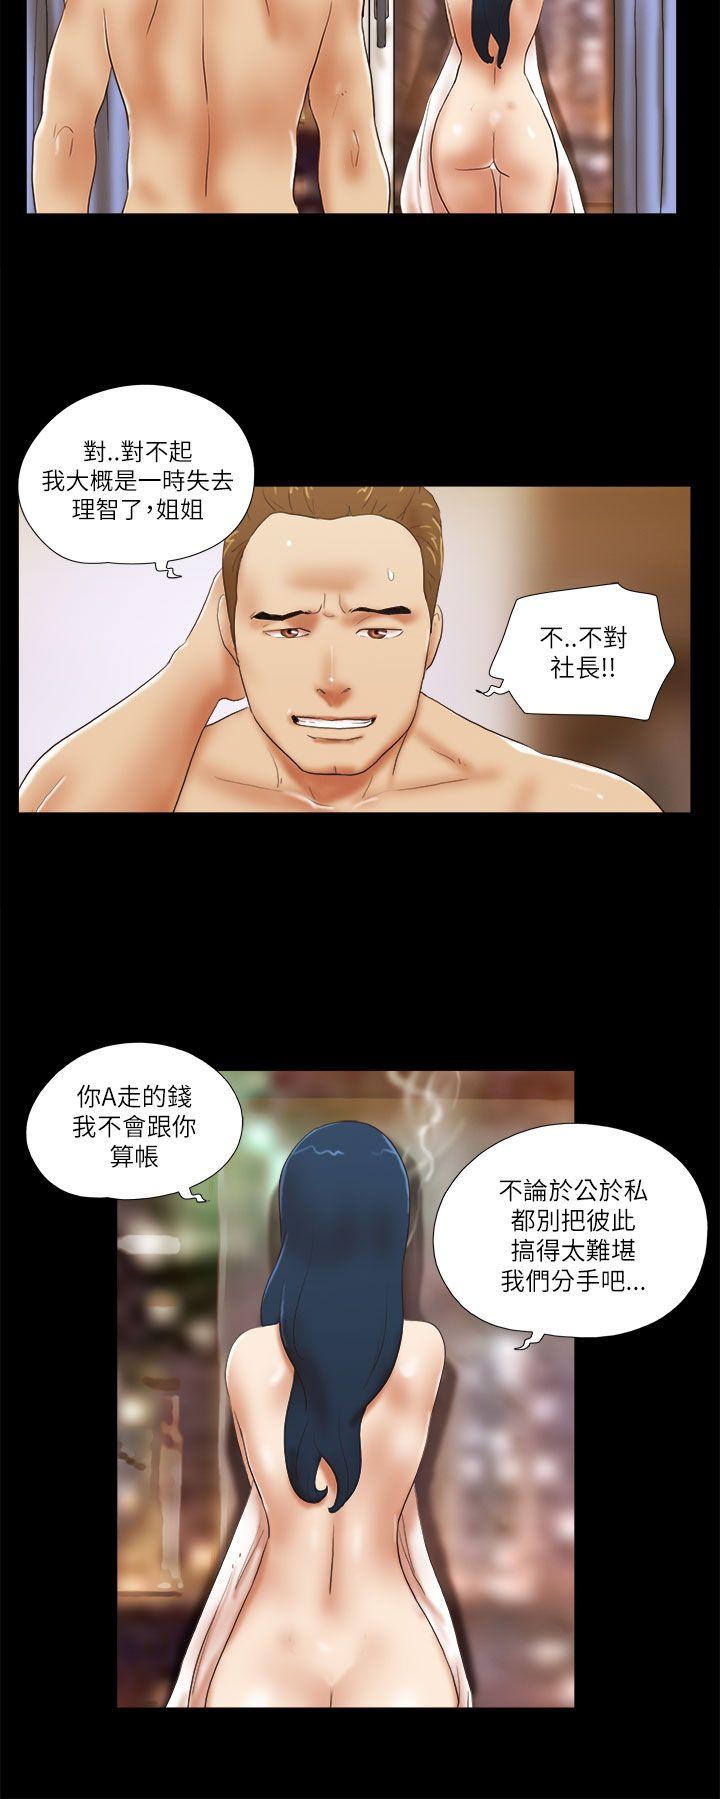 對..對不起
我大概是一時失去
理智了,姐姐
不..不對
社長!!
你A走的錢
我不會跟你
算帳
不論於公於私
都別把彼此
搞得太難堪
我們分手吧...